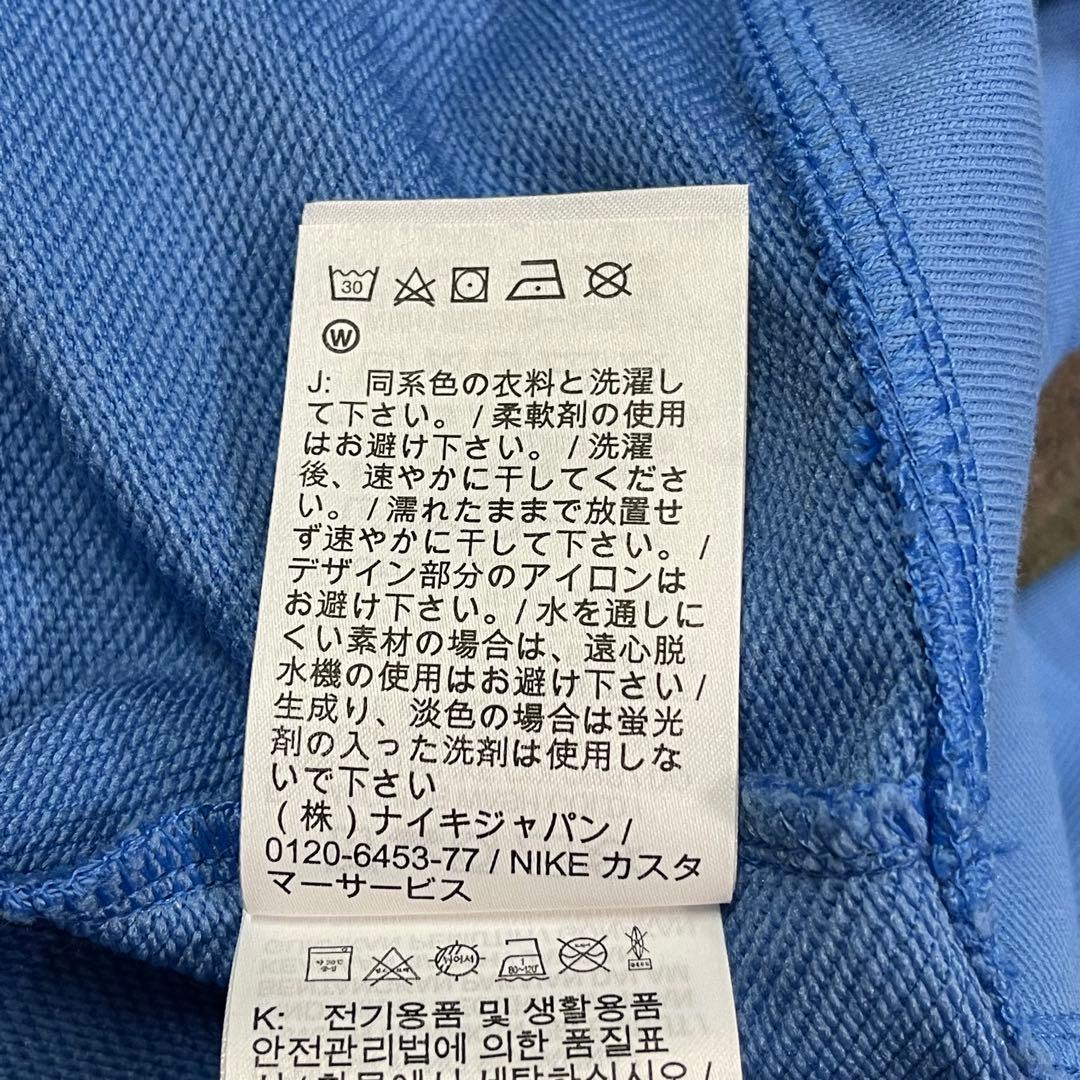 30
W
J: 同系色の衣料と洗濯し
て下さい。/ 柔軟剤の使用
はお避け下さい。/ 洗濯
後、速やかに干してくださ
い。/ 濡れたままで放置せ
ず速やかに干して下さい。/
デザイン部分のアイロンは
お避け下さい。/ 水を通しに
くい素材の場合は、遠心脱
水機の使用はお避け下さい /
生成り、淡色の場合は蛍光
剤の入った洗剤は使用しな
いで下さい
(株)ナイキジャパン /
0120-6453-77 / NIKE カスタ
マーサービス
1 80~120℃
K: 전기용품 및 생활용품
안전관리법에 의한 품질표